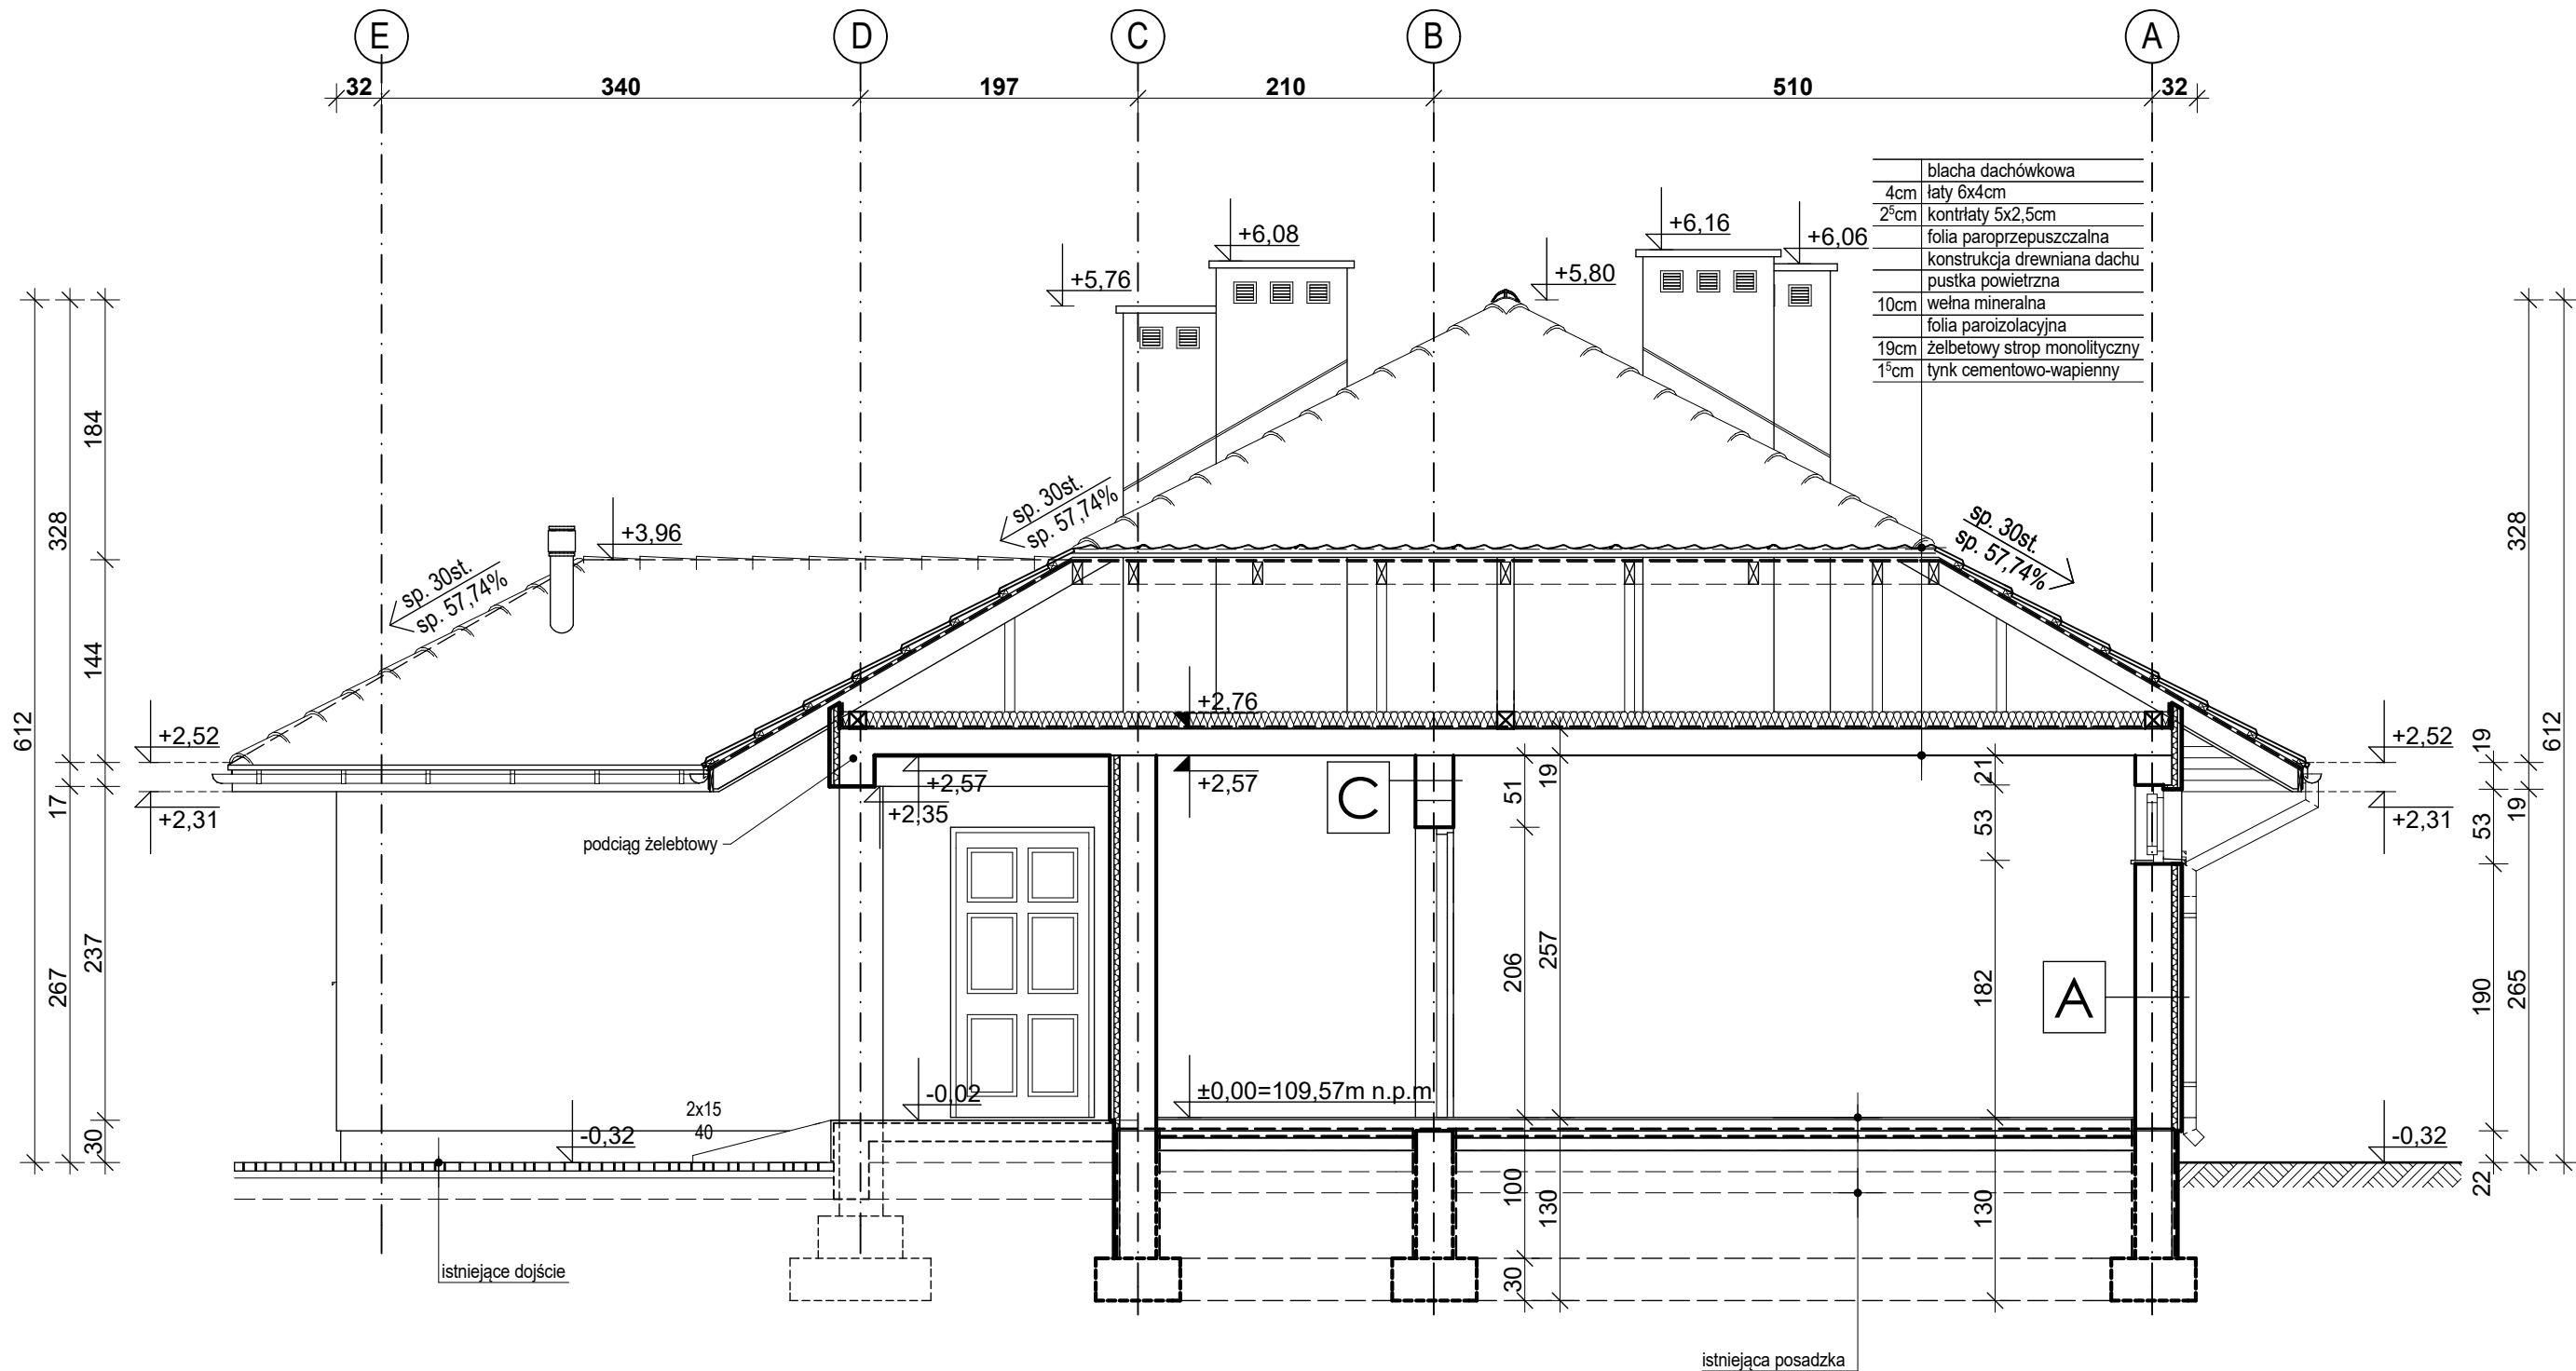 E
D
C
B
A
32
340
197
210
510
32
blacha dachówkowa
4cm łaty 6x4cm
2⁵cm kontrłaty 5x2,5cm
folia paroprzepuszczalna
konstrukcja drewniana dachu
pustka powietrzna
10cm wełna mineralna
folia paroizolacyjna
19cm żelbetowy strop monolityczny
1⁵cm tynk cementowo-wapienny
+5,76
+6,08
+5,80
+6,16
+6,06
+3,96
sp. 30st.
sp. 57,74%
sp. 30st.
sp. 57,74%
sp. 30st.
sp. 57,74%
612
328
17
267
184
144
237
30
+2,52
+2,31
+2,76
+2,57
+2,57
+2,35
podciąg żelebtowy
C
A
51
206
100
30
19
257
130
21
53
182
130
+2,52
+2,31
19
53
190
22
328
19
265
612
-0,02
±0,00=109,57m n.p.m
2x15
40
-0,32
-0,32
istniejące dojście
istniejąca posadzka